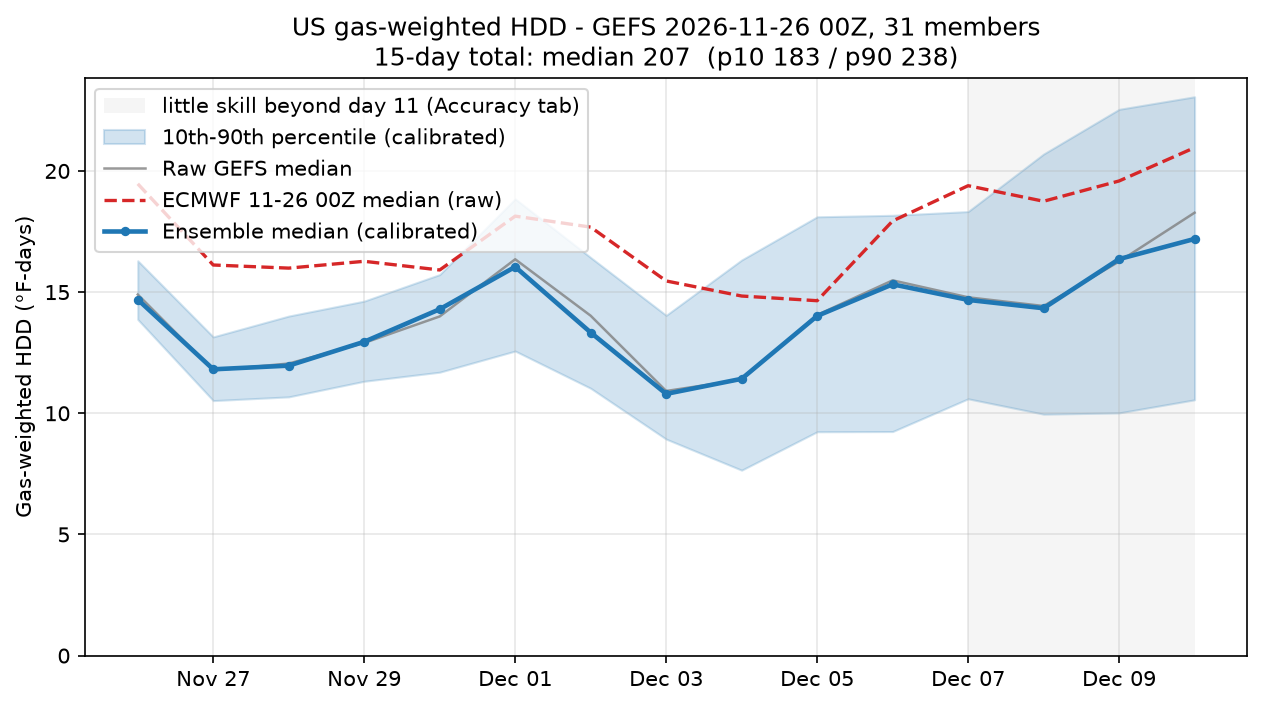 US gas-weighted HDD - GEFS 2026-11-26 00Z, 31 members
15-day total: median 207  (p10 183 / p90 238)
little skill beyond day 11 (Accuracy tab)
10th-90th percentile (calibrated)
Raw GEFS median
ECMWF 11-26 00Z median (raw)
Ensemble median (calibrated)
Gas-weighted HDD (°F-days)
20
15
10
5
0
Nov 27
Nov 29
Dec 01
Dec 03
Dec 05
Dec 07
Dec 09